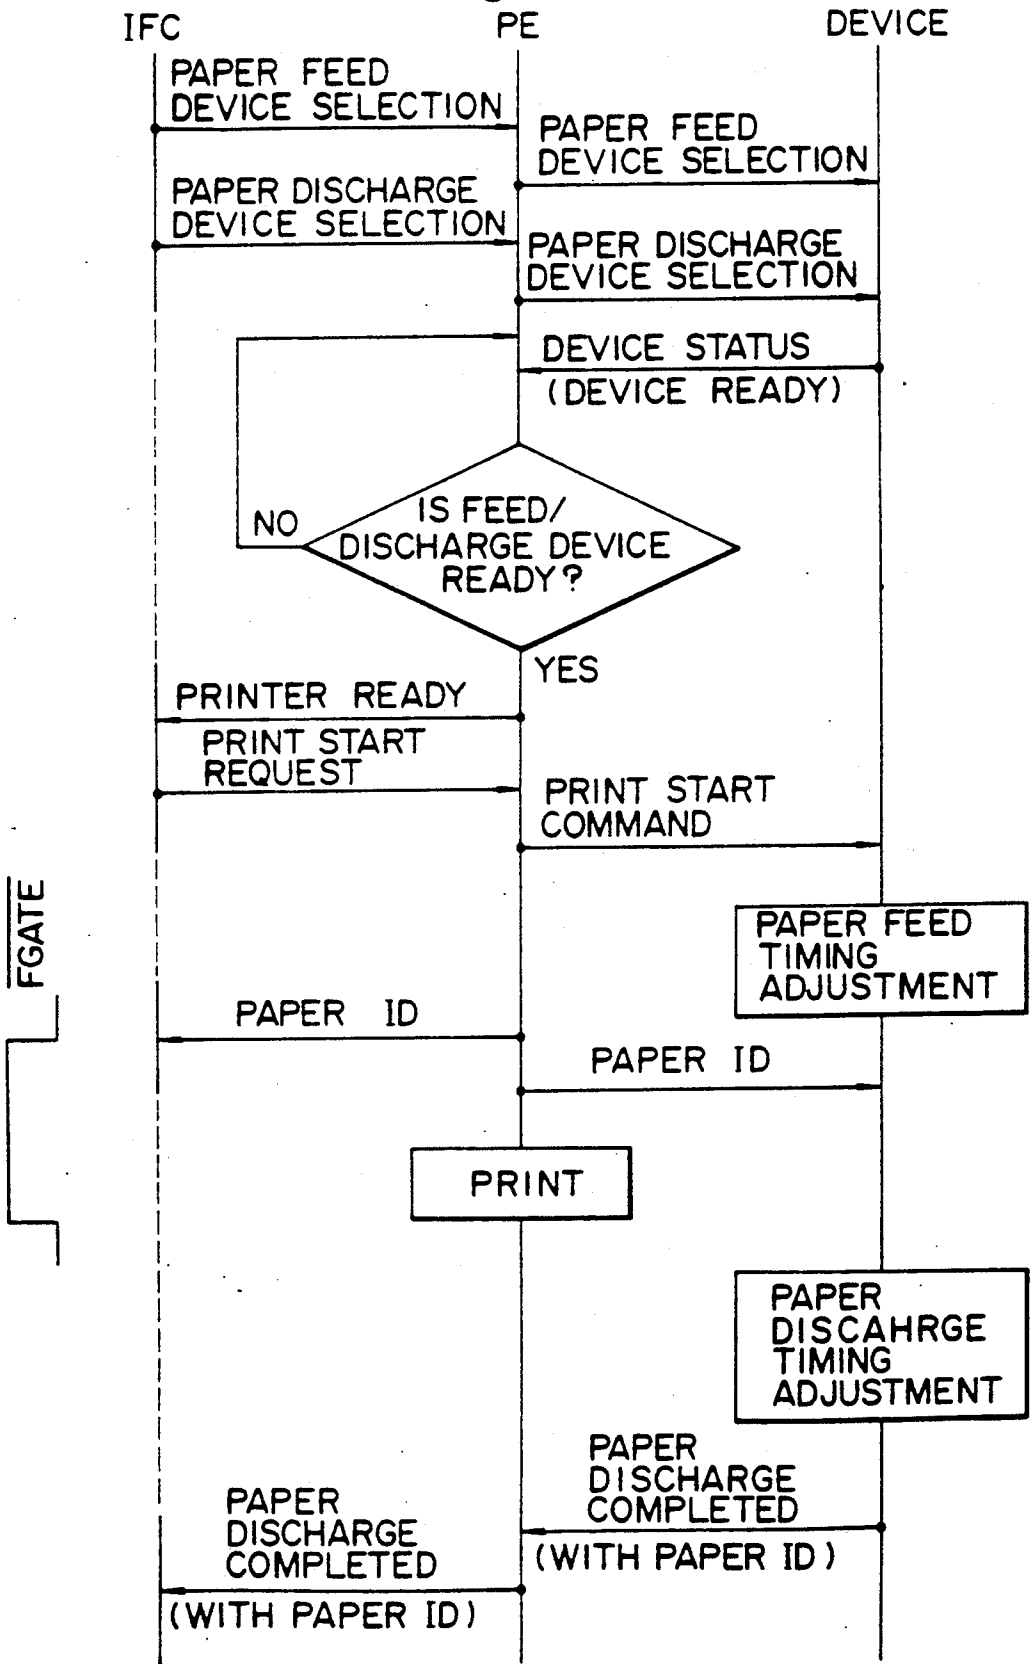 IFC
PE
DEVICE
PAPER FEED
DEVICE SELECTION
PAPER FEED
DEVICE SELECTION
PAPER DISCHARGE
DEVICE SELECTION
PAPER DISCHARGE
DEVICE SELECTION
DEVICE STATUS
(DEVICE READY)
IS FEED/
DISCHARGE DEVICE
READY?
NO
YES
PRINTER READY
PRINT START
REQUEST
PRINT START
COMMAND
FGATE
PAPER FEED
TIMING
ADJUSTMENT
PAPER ID
PAPER ID
PRINT
PAPER
DISCAHRGE
TIMING
ADJUSTMENT
PAPER
DISCHARGE
COMPLETED
(WITH PAPER ID)
PAPER
DISCHARGE
COMPLETED
(WITH PAPER ID)